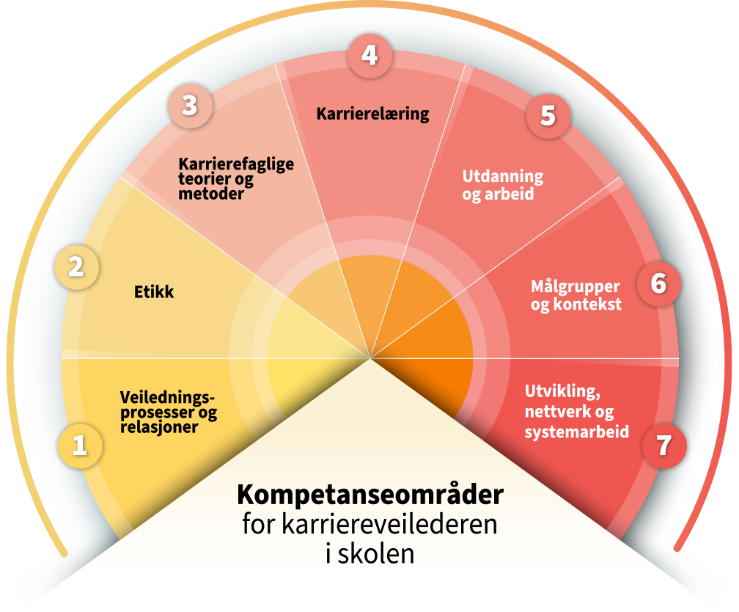 1
Veilednings-
prosesser og
relasjoner
2
Etikk
3
Karrierefaglige
teorier og
metoder
4
Karrierelæring
5
Utdanning
og arbeid
6
Målgrupper
og kontekst
7
Utvikling,
nettverk og
systemarbeid
Kompetanseområder
for karriereveilederen
i skolen